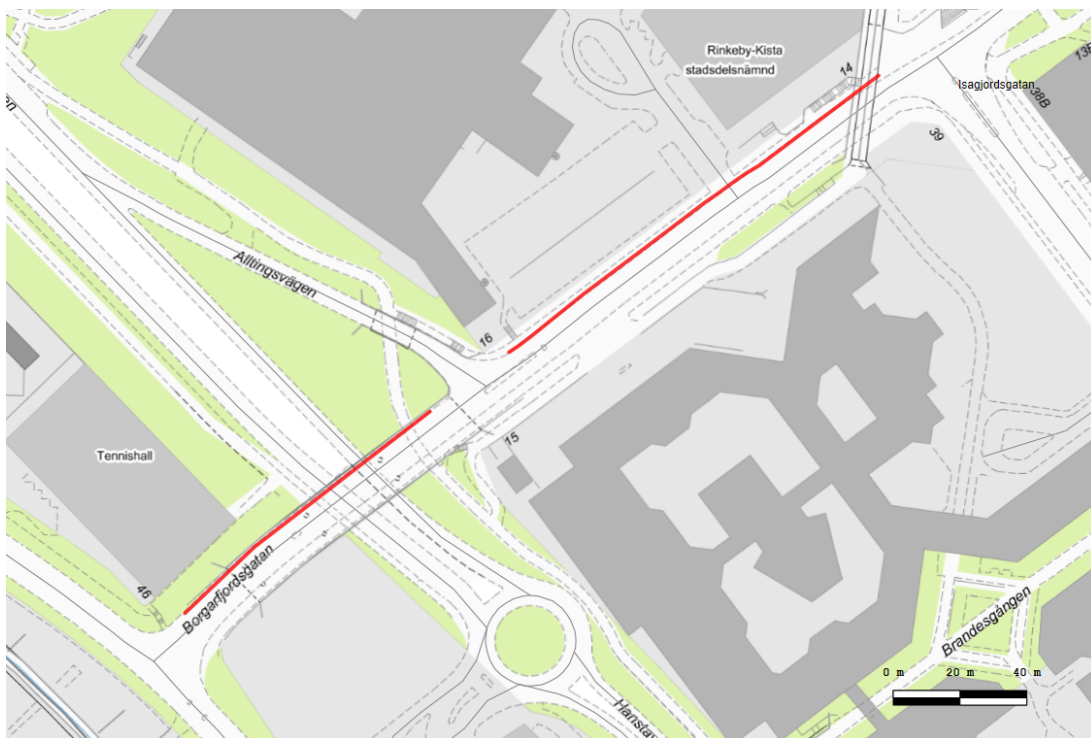 Rinkeby-Kista
stadsdelsnämnd
14
Isagjordsgatan
38B
39
Alltingsvägen
16
15
Tennishall
46
Borgarfjordsgatan
Brandesgången
0 m 20 m 40 m